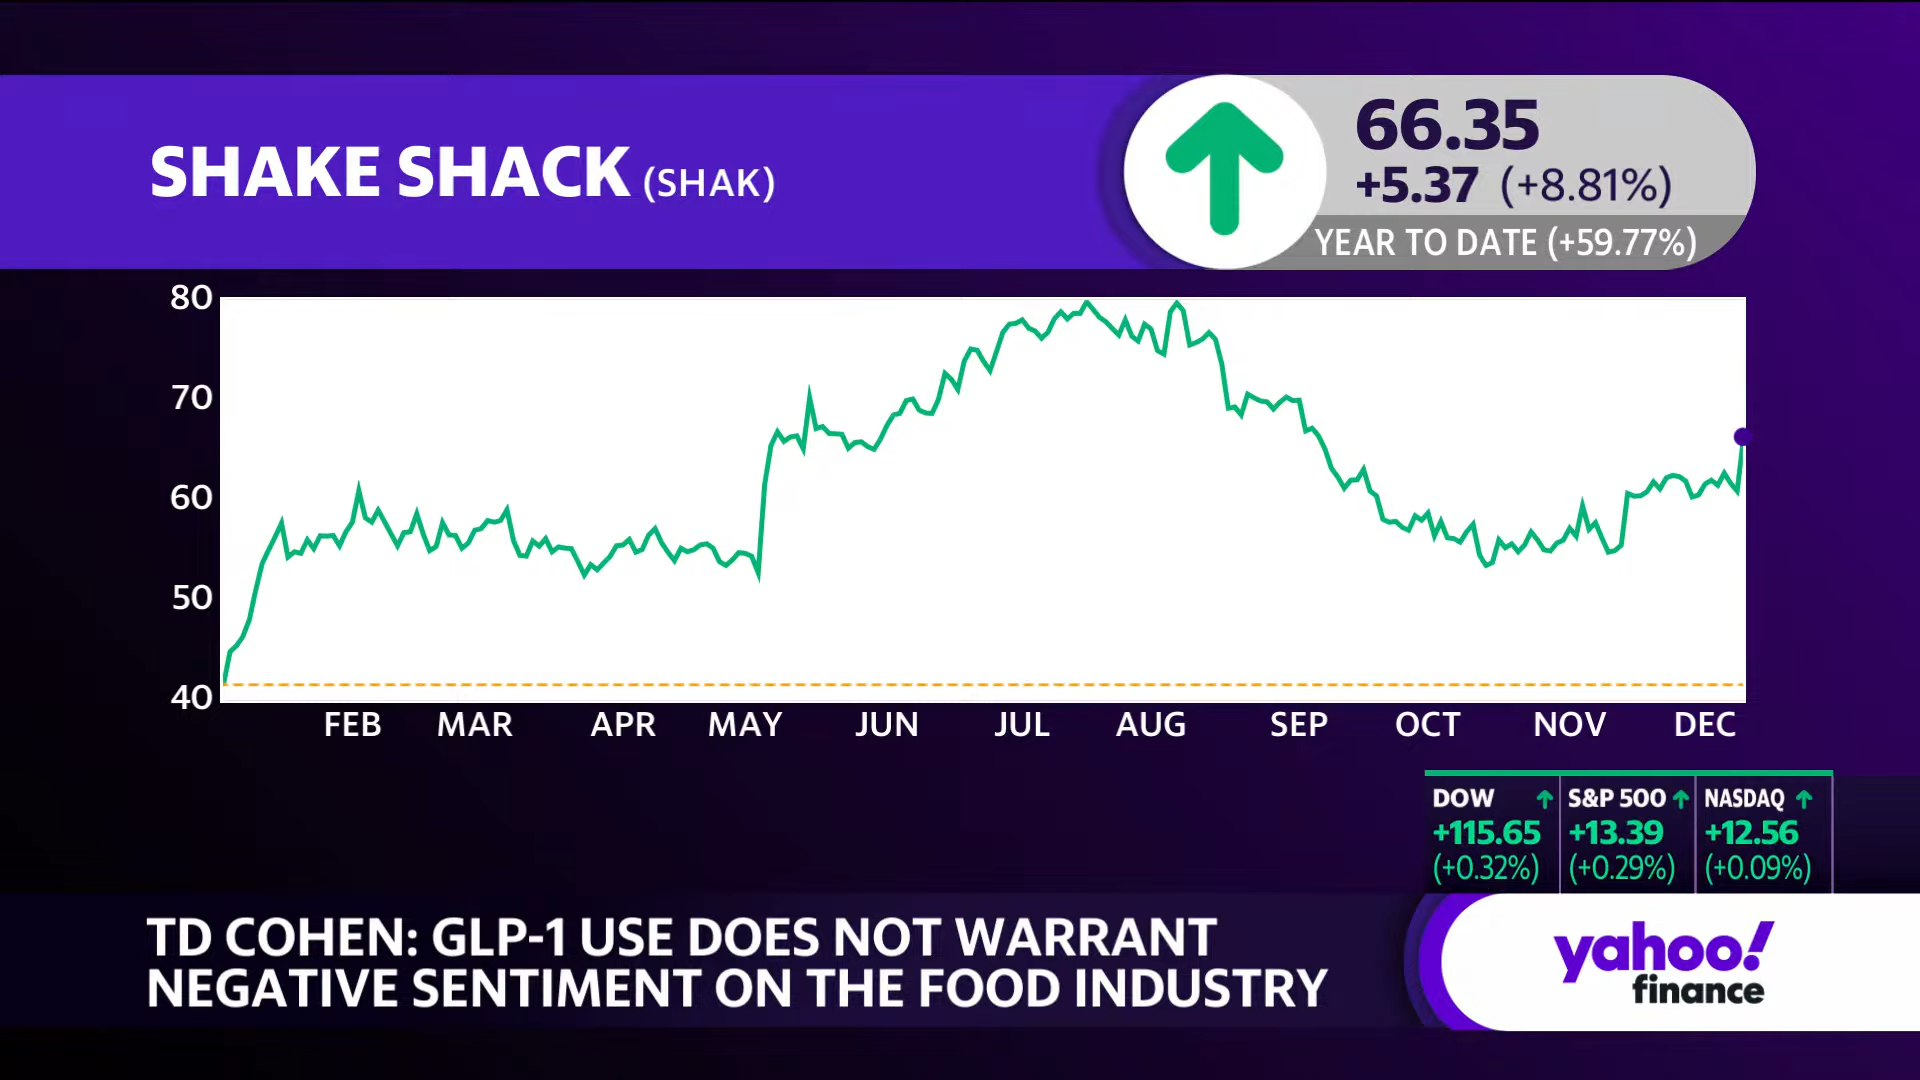 SHAKE SHACK (SHAK)
66.35
+5.37 (+8.81%)
YEAR TO DATE (+59.77%)
80
70
60
50
40
FEB MAR APR MAY JUN JUL AUG SEP OCT NOV DEC
DOW S&P 500 NASDAQ
+115.65 +13.39 +12.56
(+0.32%) (+0.29%) (+0.09%)
TD COHEN: GLP-1 USE DOES NOT WARRANT
NEGATIVE SENTIMENT ON THE FOOD INDUSTRY
yahoo!
finance